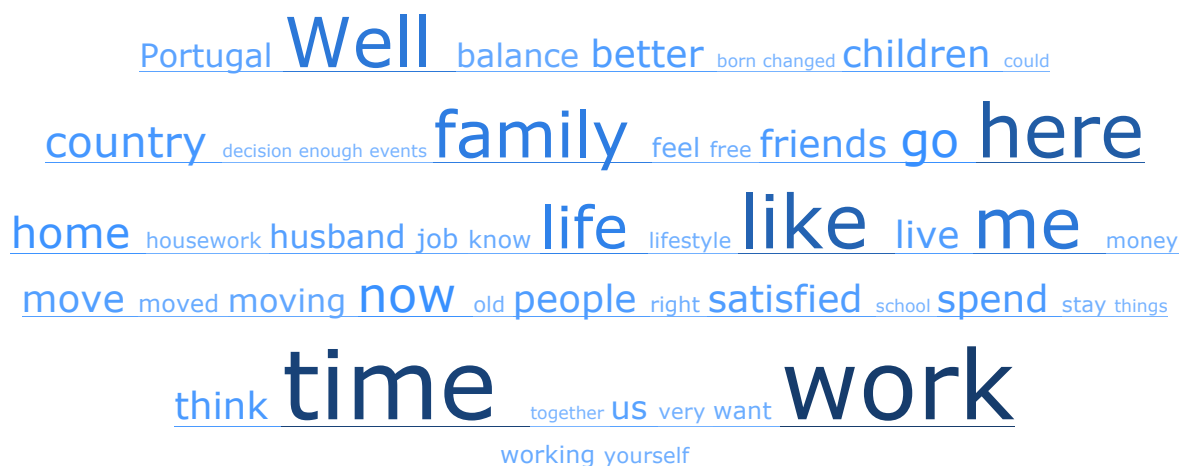 Portugal Well balance better born changed children could
country decision enough events family feel free friends go here
home housework husband job know life lifestyle like live me money
move moved moving now old people right satisfied school spend stay things
think time together us very want work
working yourself